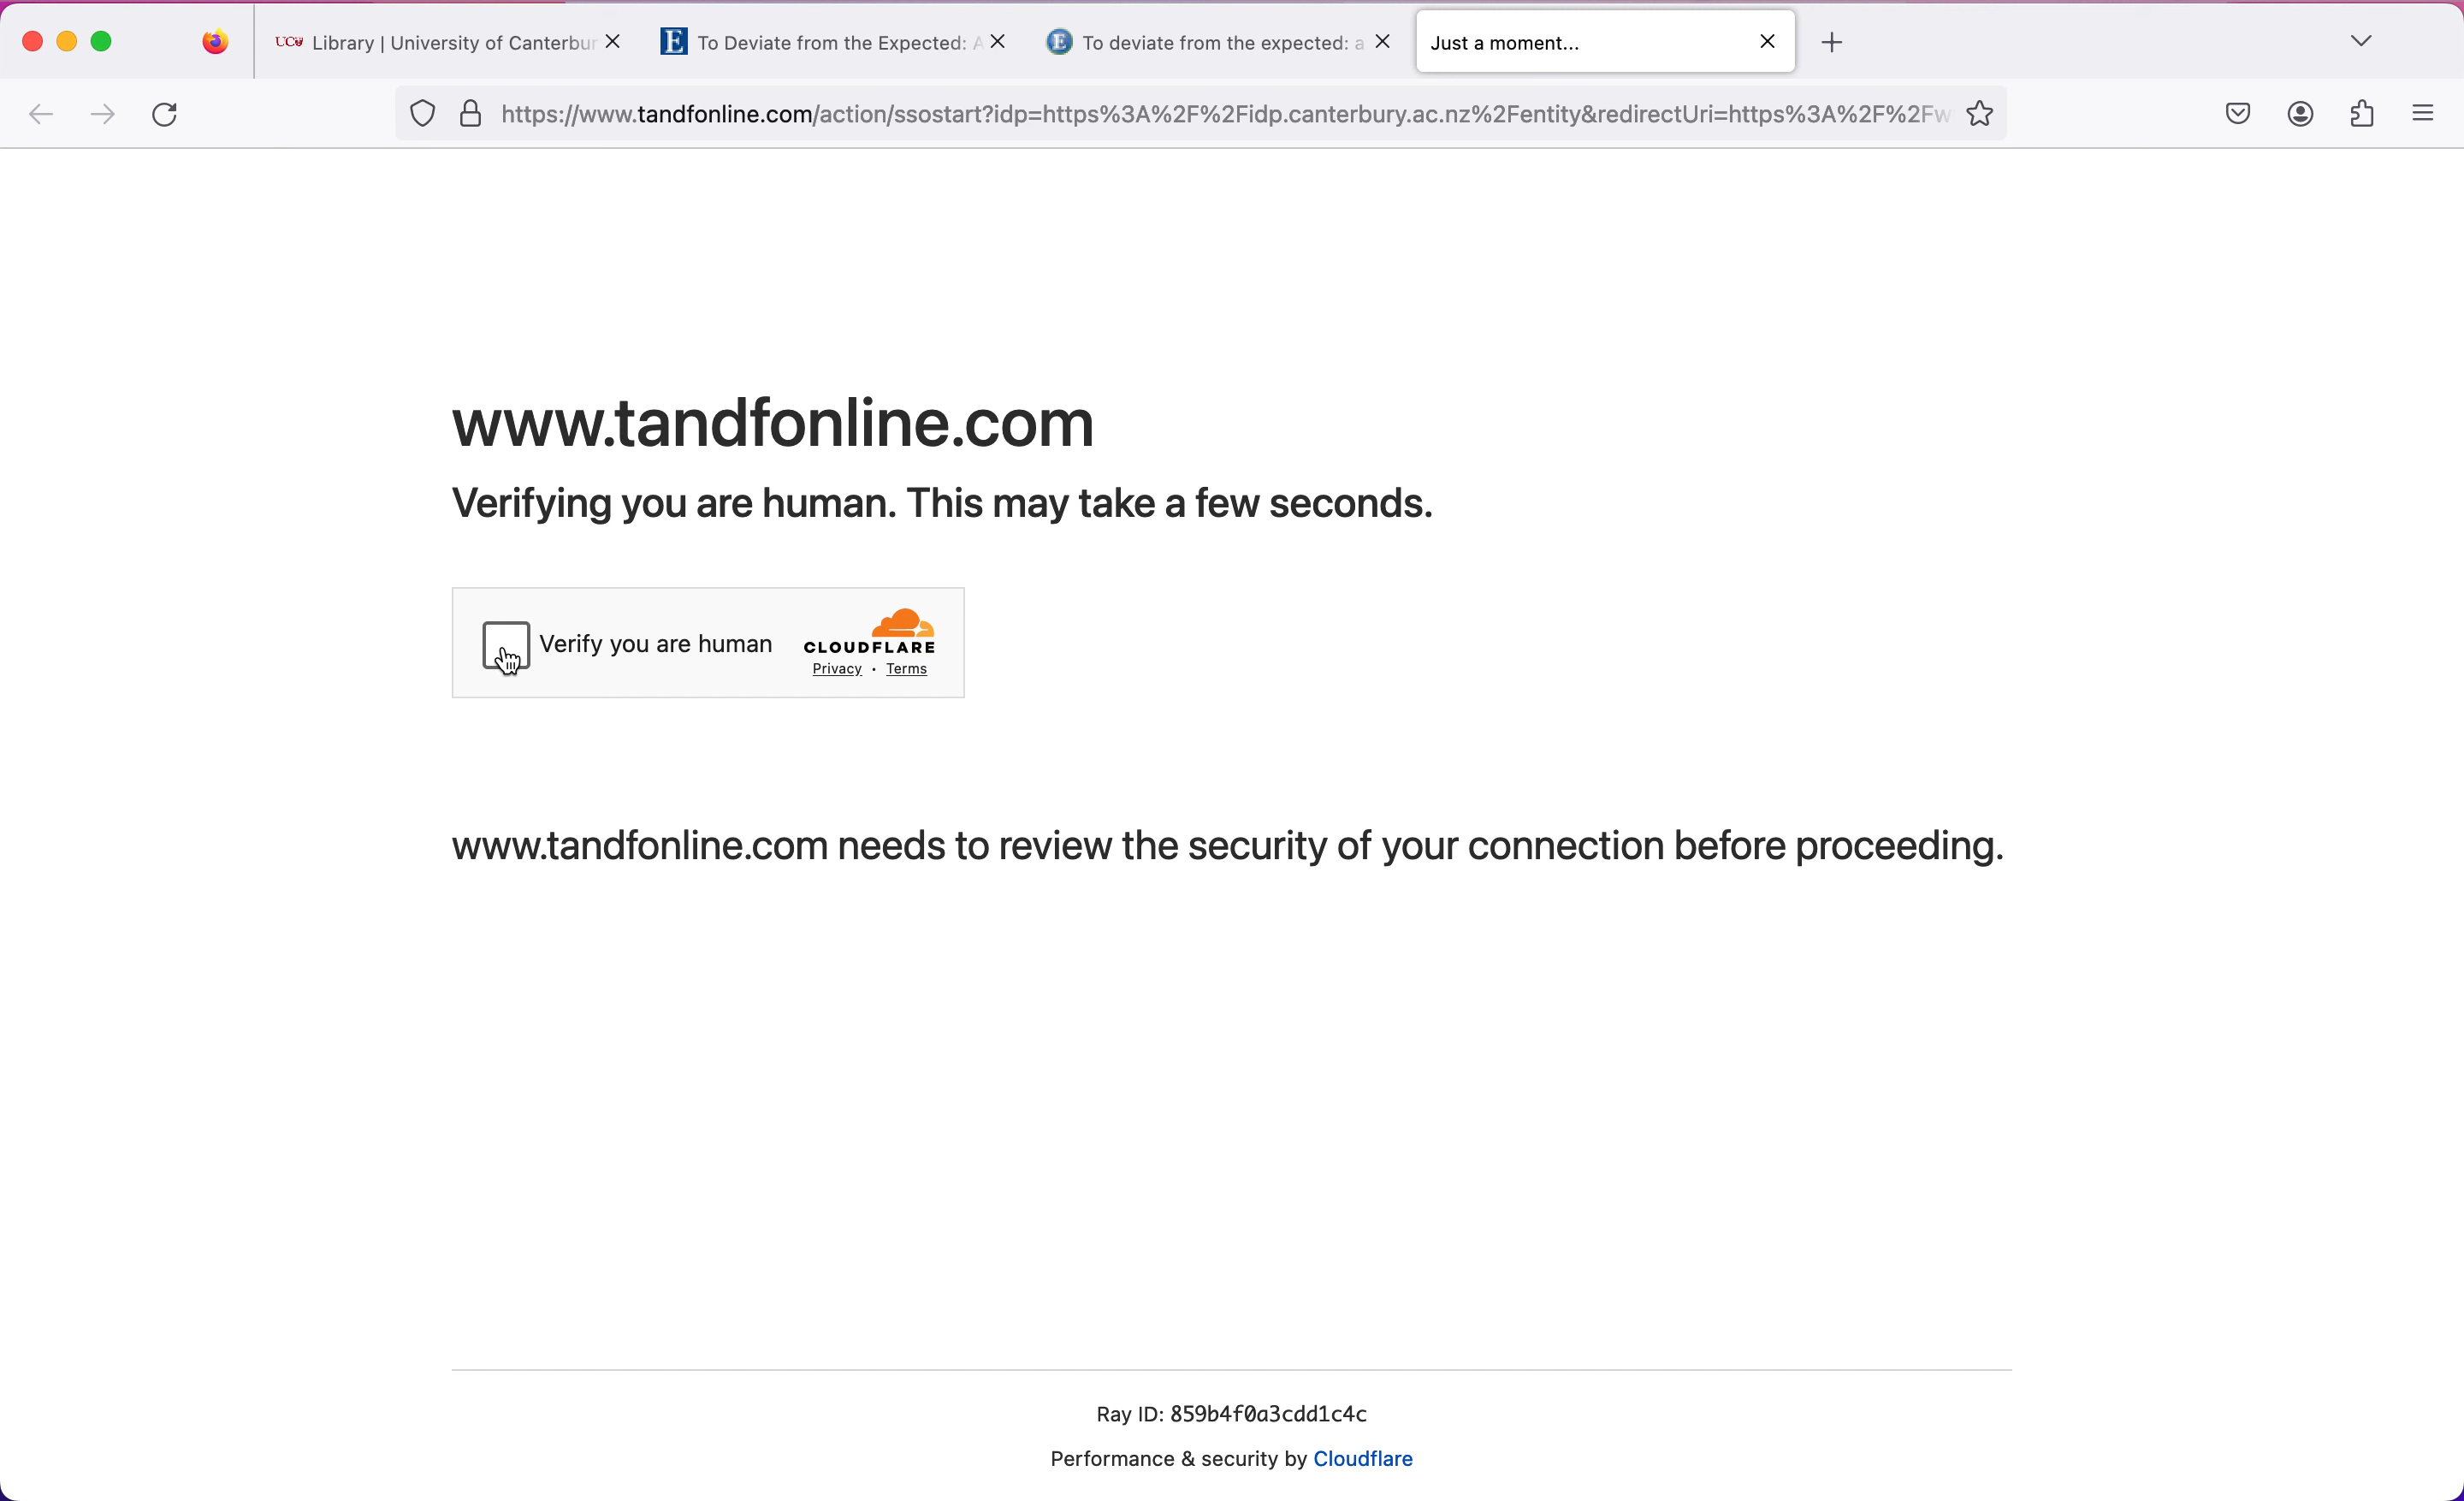 UC Library | University of Canterbur
E To Deviate from the Expected: A
E To deviate from the expected: a
Just a moment...
https://www.tandfonline.com/action/ssostart?idp=https%3A%2F%2Fidp.canterbury.ac.nz%2Fentity&redirectUri=https%3A%2F%2Fw
www.tandfonline.com
Verifying you are human. This may take a few seconds.
Verify you are human
CLOUDFLARE
Privacy • Terms
www.tandfonline.com needs to review the security of your connection before proceeding.
Ray ID: 859b4f0a3cdd1c4c
Performance & security by Cloudflare